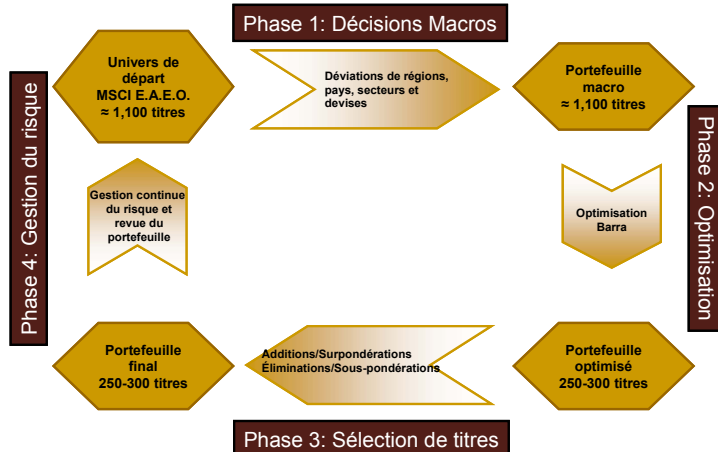 Phase 1: Décisions Macros
Univers de
départ
MSCI E.A.E.O.
≈ 1,100 titres
Déviations de régions,
pays, secteurs et
devises
Portefeuille
macro
≈ 1,100 titres
Phase 2: Optimisation
Optimisation
Barra
Portefeuille
optimisé
250-300 titres
Phase 3: Sélection de titres
Additions/Surpondérations
Éliminations/Sous-pondérations
Portefeuille
final
250-300 titres
Phase 4: Gestion du risque
Gestion continue
du risque et
revue du
portefeuille